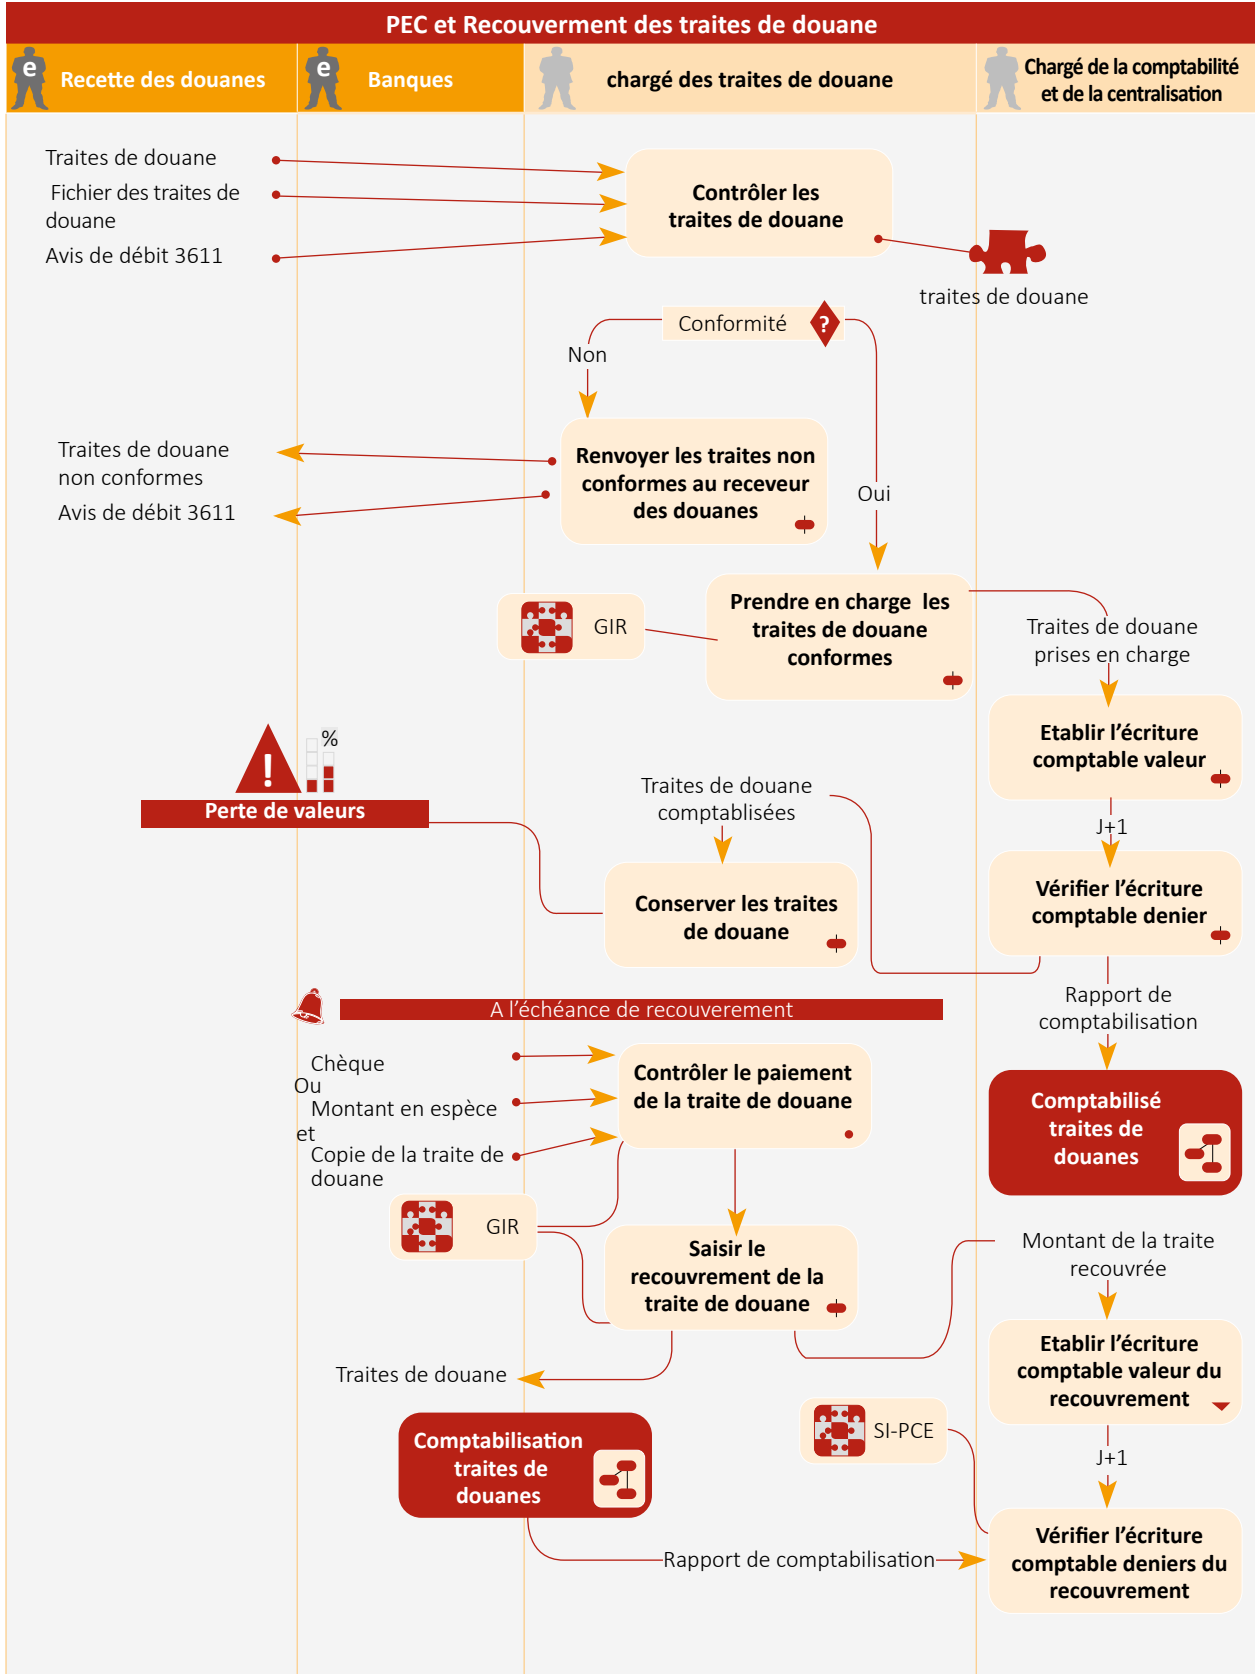 PEC et Recouverment des traites de douane
e
Recette des douanes
e
Banques
chargé des traites de douane
Chargé de la comptabilité
et de la centralisation
Traites de douane
Fichier des traites de
douane
Avis de débit 3611
Contrôler les
traites de douane
traites de douane
Conformité
?
Non
Oui
Traites de douane
non conformes
Avis de débit 3611
Renvoyer les traites non
conformes au receveur
des douanes
GIR
Prendre en charge les
traites de douane
conformes
Traites de douane
prises en charge
Etablir l'écriture
comptable valeur
!
%
Perte de valeurs
Traites de douane
comptablisées
J+1
Conserver les traites
de douane
Vérifier l'écriture
comptable denier
A l'échéance de recouverement
Rapport de
comptabilisation
Chèque
Ou
Montant en espèce
et
Copie de la traite de
douane
Contrôler le paiement
de la traite de douane
Comptabilisé
traites de
douanes
GIR
Saisir le
recouvrement de la
traite de douane
Montant de la traite
recouvrée
Etablir l'écriture
comptable valeur du
recouvrement
Traites de douane
SI-PCE
Comptabilisation
traites de
douanes
J+1
Vérifier l'écriture
comptable deniers du
recouvrement
Rapport de comptabilisation